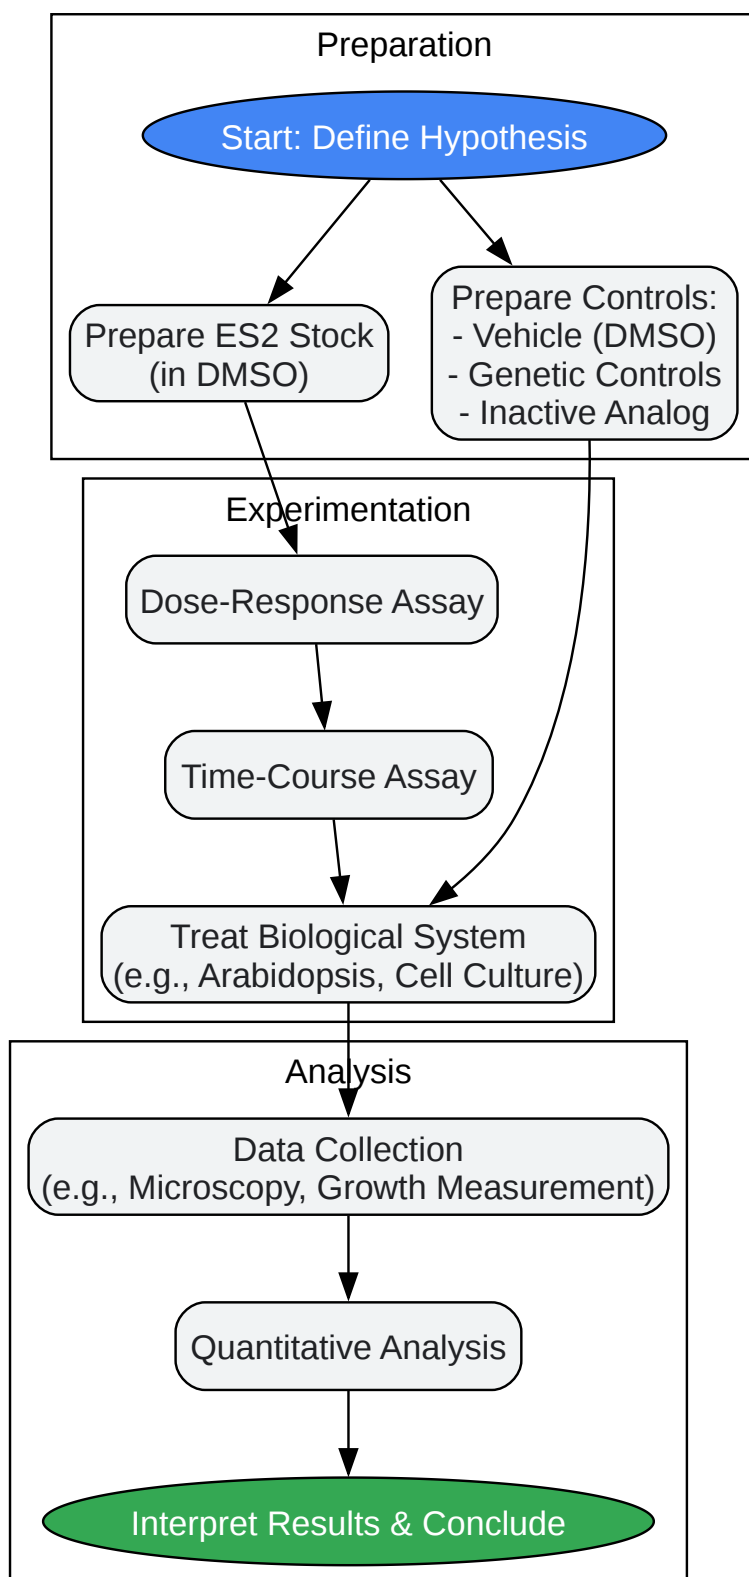 Preparation
Start: Define Hypothesis
Prepare ES2 Stock
(in DMSO)
Prepare Controls:
- Vehicle (DMSO)
- Genetic Controls
- Inactive Analog
Experimentation
Dose-Response Assay
Time-Course Assay
Treat Biological System
(e.g., Arabidopsis, Cell Culture)
Analysis
Data Collection
(e.g., Microscopy, Growth Measurement)
Quantitative Analysis
Interpret Results & Conclude